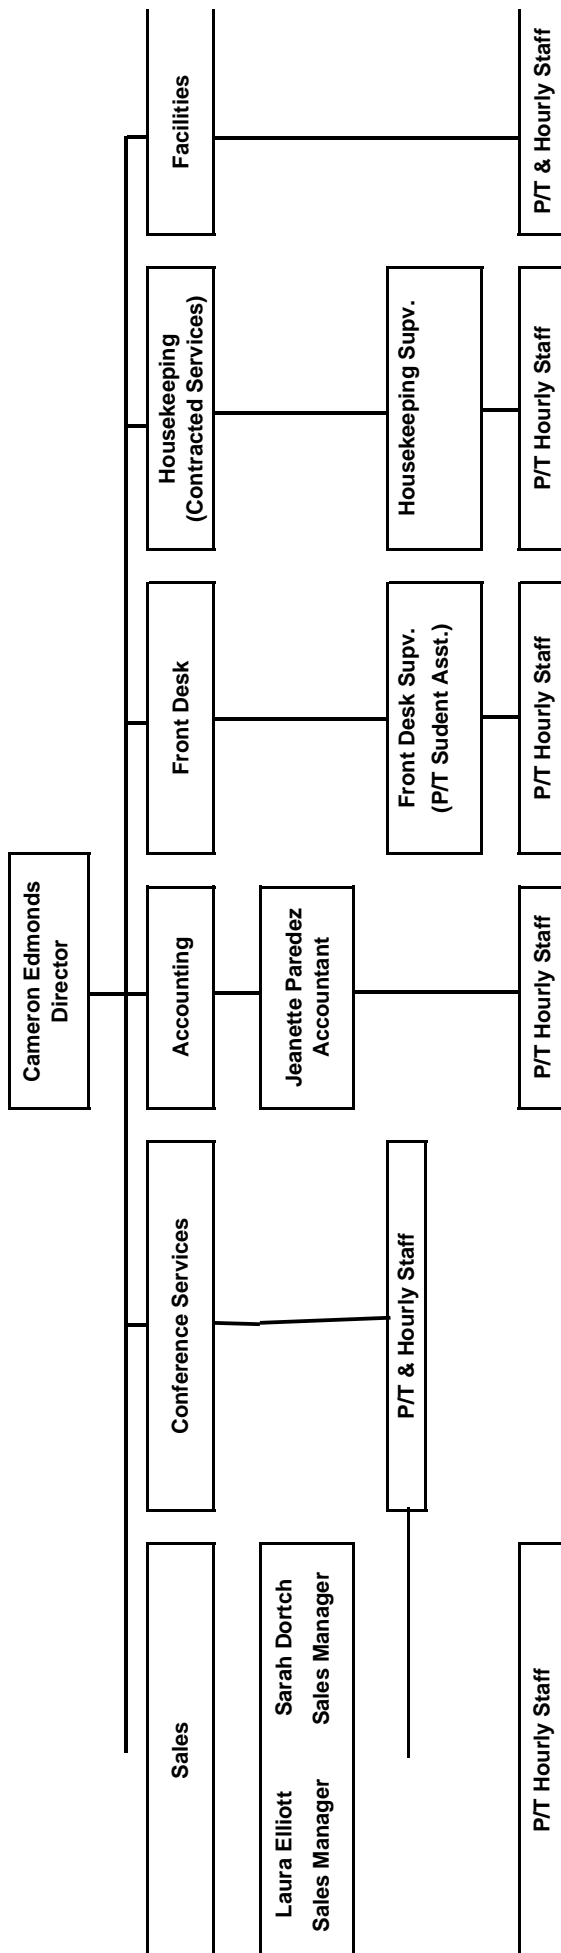 Cameron Edmonds
Director
Sales
Conference Services
Accounting
Front Desk
Housekeeping
(Contracted Services)
Facilities
Laura Elliott
Sales Manager
Sarah Dortch
Sales Manager
Jeanette Paredez
Accountant
P/T & Hourly Staff
Front Desk Supv.
(P/T Sudent Asst.)
Housekeeping Supv.
P/T Hourly Staff
P/T Hourly Staff
P/T Hourly Staff
P/T Hourly Staff
P/T & Hourly Staff